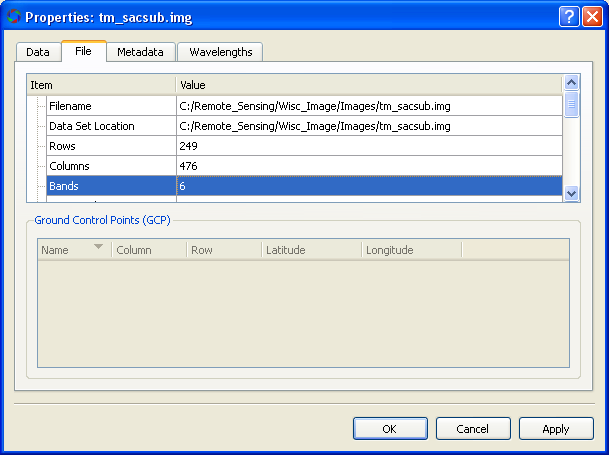 Properties: tm_sacsub.img
Data File Metadata Wavelengths
Item Value
Filename C:/Remote_Sensing/Wisc_Image/Images/tm_sacsub.img
Data Set Location C:/Remote_Sensing/Wisc_Image/Images/tm_sacsub.img
Rows 249
Columns 476
Bands 6
Ground Control Points (GCP)
Name Column Row Latitude Longitude
OK Cancel Apply